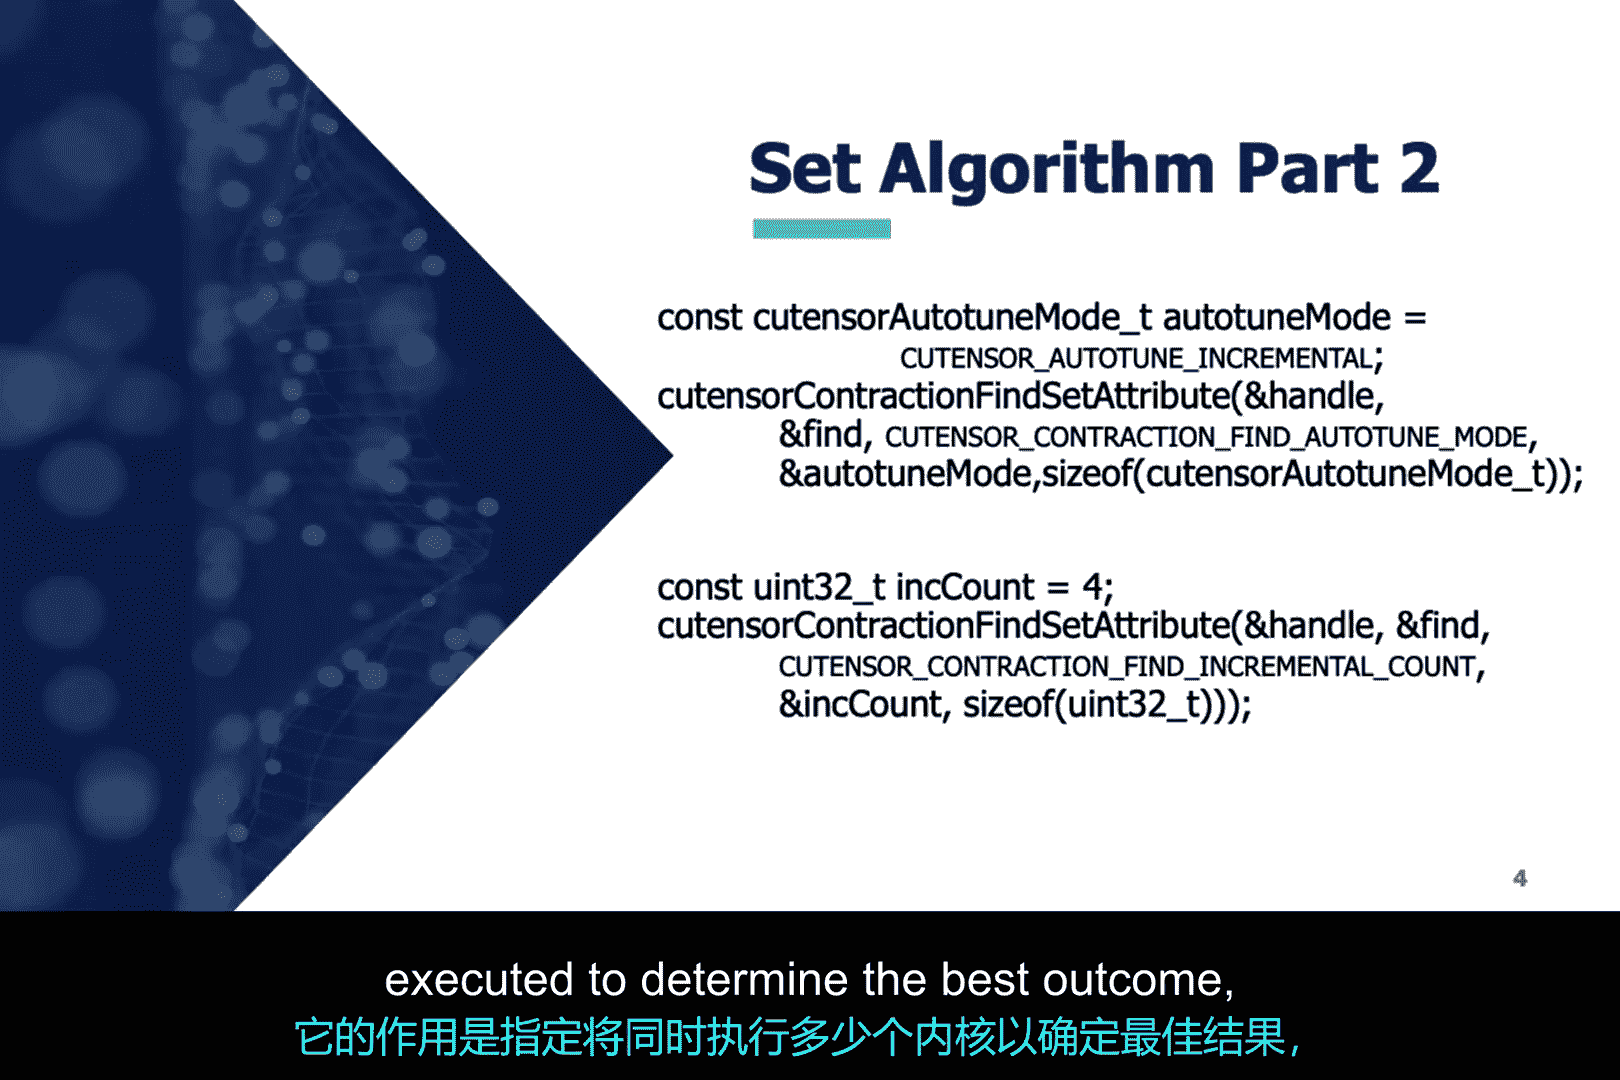 Set Algorithm Part 2
const cutensorAutotuneMode_t autotuneMode =
CUTENSOR_AUTOTUNE_INCREMENTAL;
cutensorContractionFindSetAttribute(&handle,
&find, CUTENSOR_CONTRACTION_FIND_AUTOTUNE_MODE,
&autotuneMode,sizeof(cutensorAutotuneMode_t));
const uint32_t incCount = 4;
cutensorContractionFindSetAttribute(&handle, &find,
CUTENSOR_CONTRACTION_FIND_INCREMENTAL_COUNT,
&incCount, sizeof(uint32_t)));
4
executed to determine the best outcome,
它的作用是指定将同时执行多少个内核以确定最佳结果，